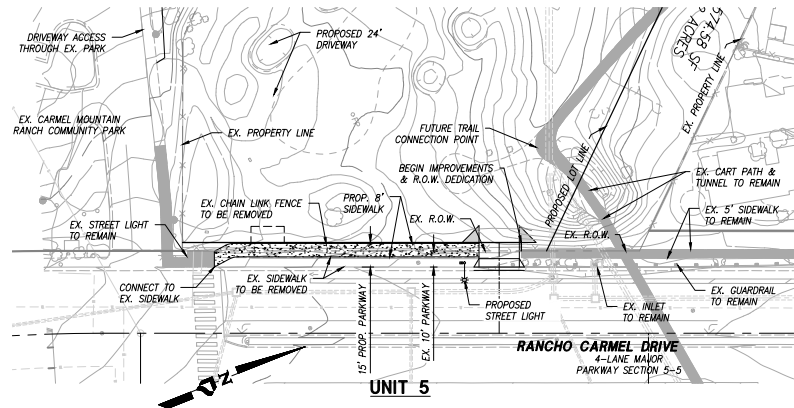 DRIVEWAY ACCESS
THROUGH EX. PARK
PROPOSED 24'
DRIVEWAY
574.58 SF
ACRES
EX. PROPERTY LINE
EX. CARMEL MOUNTAIN
RANCH COMMUNITY PARK
EX. PROPERTY LINE
FUTURE TRAIL
CONNECTION POINT
PROPOSED LOT LINE
BEGIN IMPROVEMENTS
& R.O.W. DEDICATION
EX. CART PATH &
TUNNEL TO REMAIN
EX. CHAIN LINK FENCE
TO BE REMOVED
PROP. 8'
SIDEWALK
EX. R.O.W.
EX. STREET LIGHT
TO REMAIN
EX. R.O.W.
EX. 5' SIDEWALK
TO REMAIN
CONNECT TO
EX. SIDEWALK
EX. SIDEWALK
TO BE REMOVED
15' PROP. PARKWAY
EX. 10' PARKWAY
PROPOSED
STREET LIGHT
EX. INLET
TO REMAIN
EX. GUARDRAIL
TO REMAIN
RANCHO CARMEL DRIVE
4-LANE MAJOR
PARKWAY SECTION 5-5
N
UNIT 5